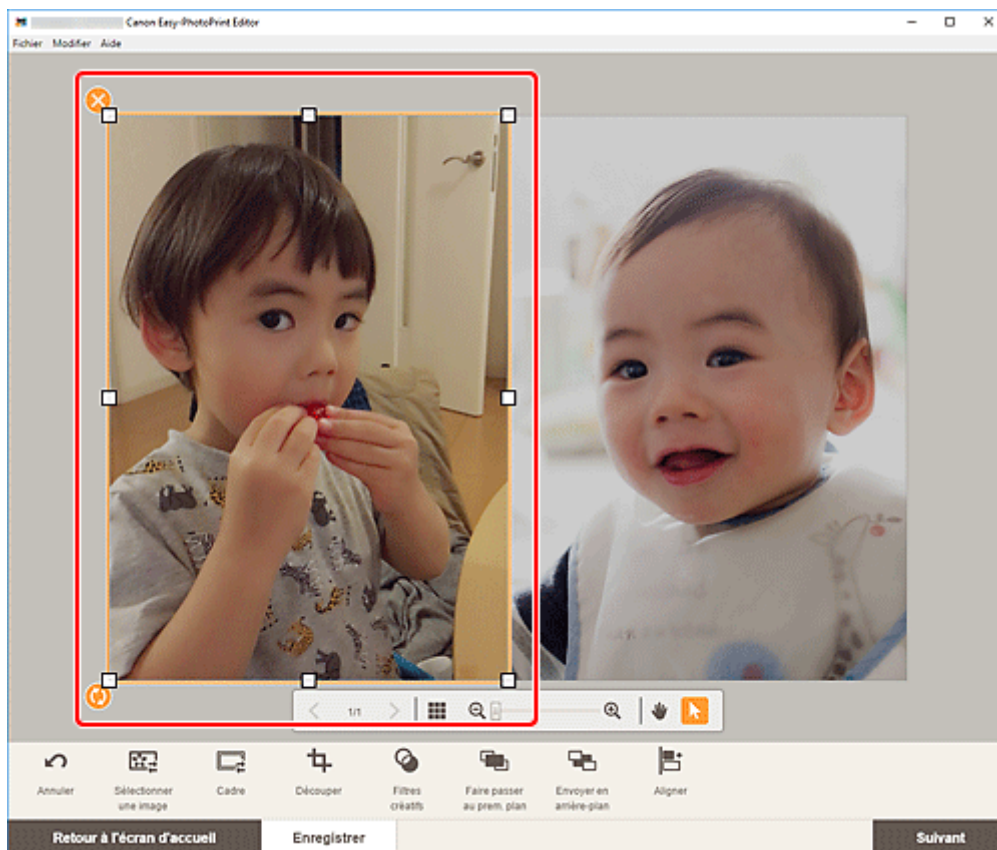 Canon Easy-PhotoPrint Editor
Fichier Modifier Aide
1/1
Annuler
Sélectionner
une image
Cadre
Découper
Filtres
créatifs
Faire passer
au prem. plan
Envoyer en
arrière-plan
Aligner
Retour à l'écran d'accueil
Enregistrer
Suivant